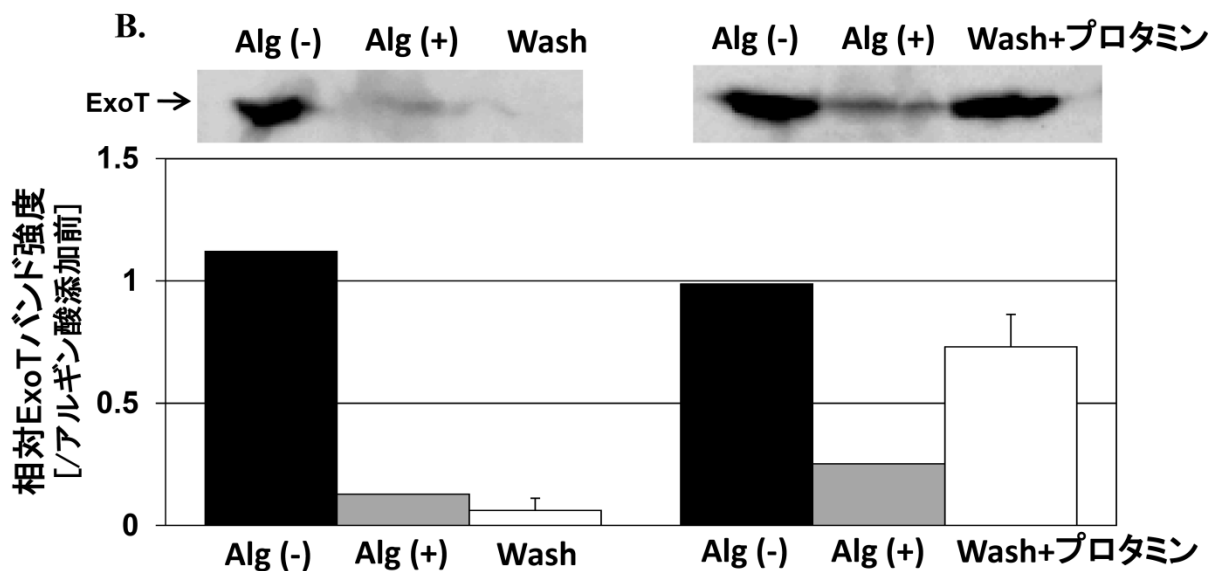 B.
Alg (-) Alg (+) Wash Alg (-) Alg (+) Wash+プロタミン
ExoT→
相対ExoTバンド強度
[/アルギン酸添加前]
1.5
1
0.5
0
Alg (-) Alg (+) Wash Alg (-) Alg (+) Wash+プロタミン